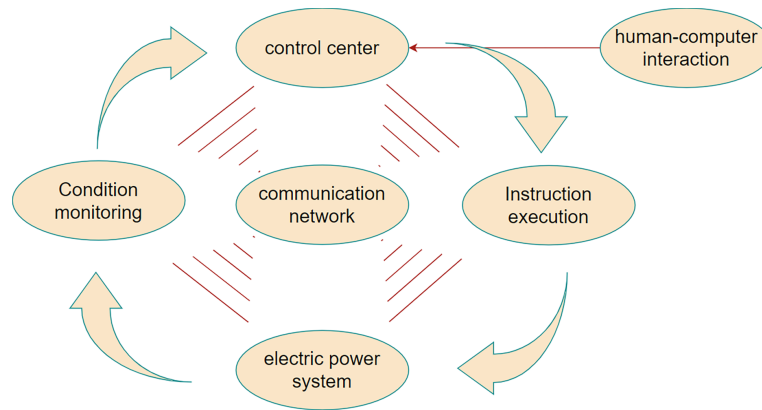 control center
human-computer
interaction
Condition
monitoring
communication
network
Instruction
execution
electric power
system